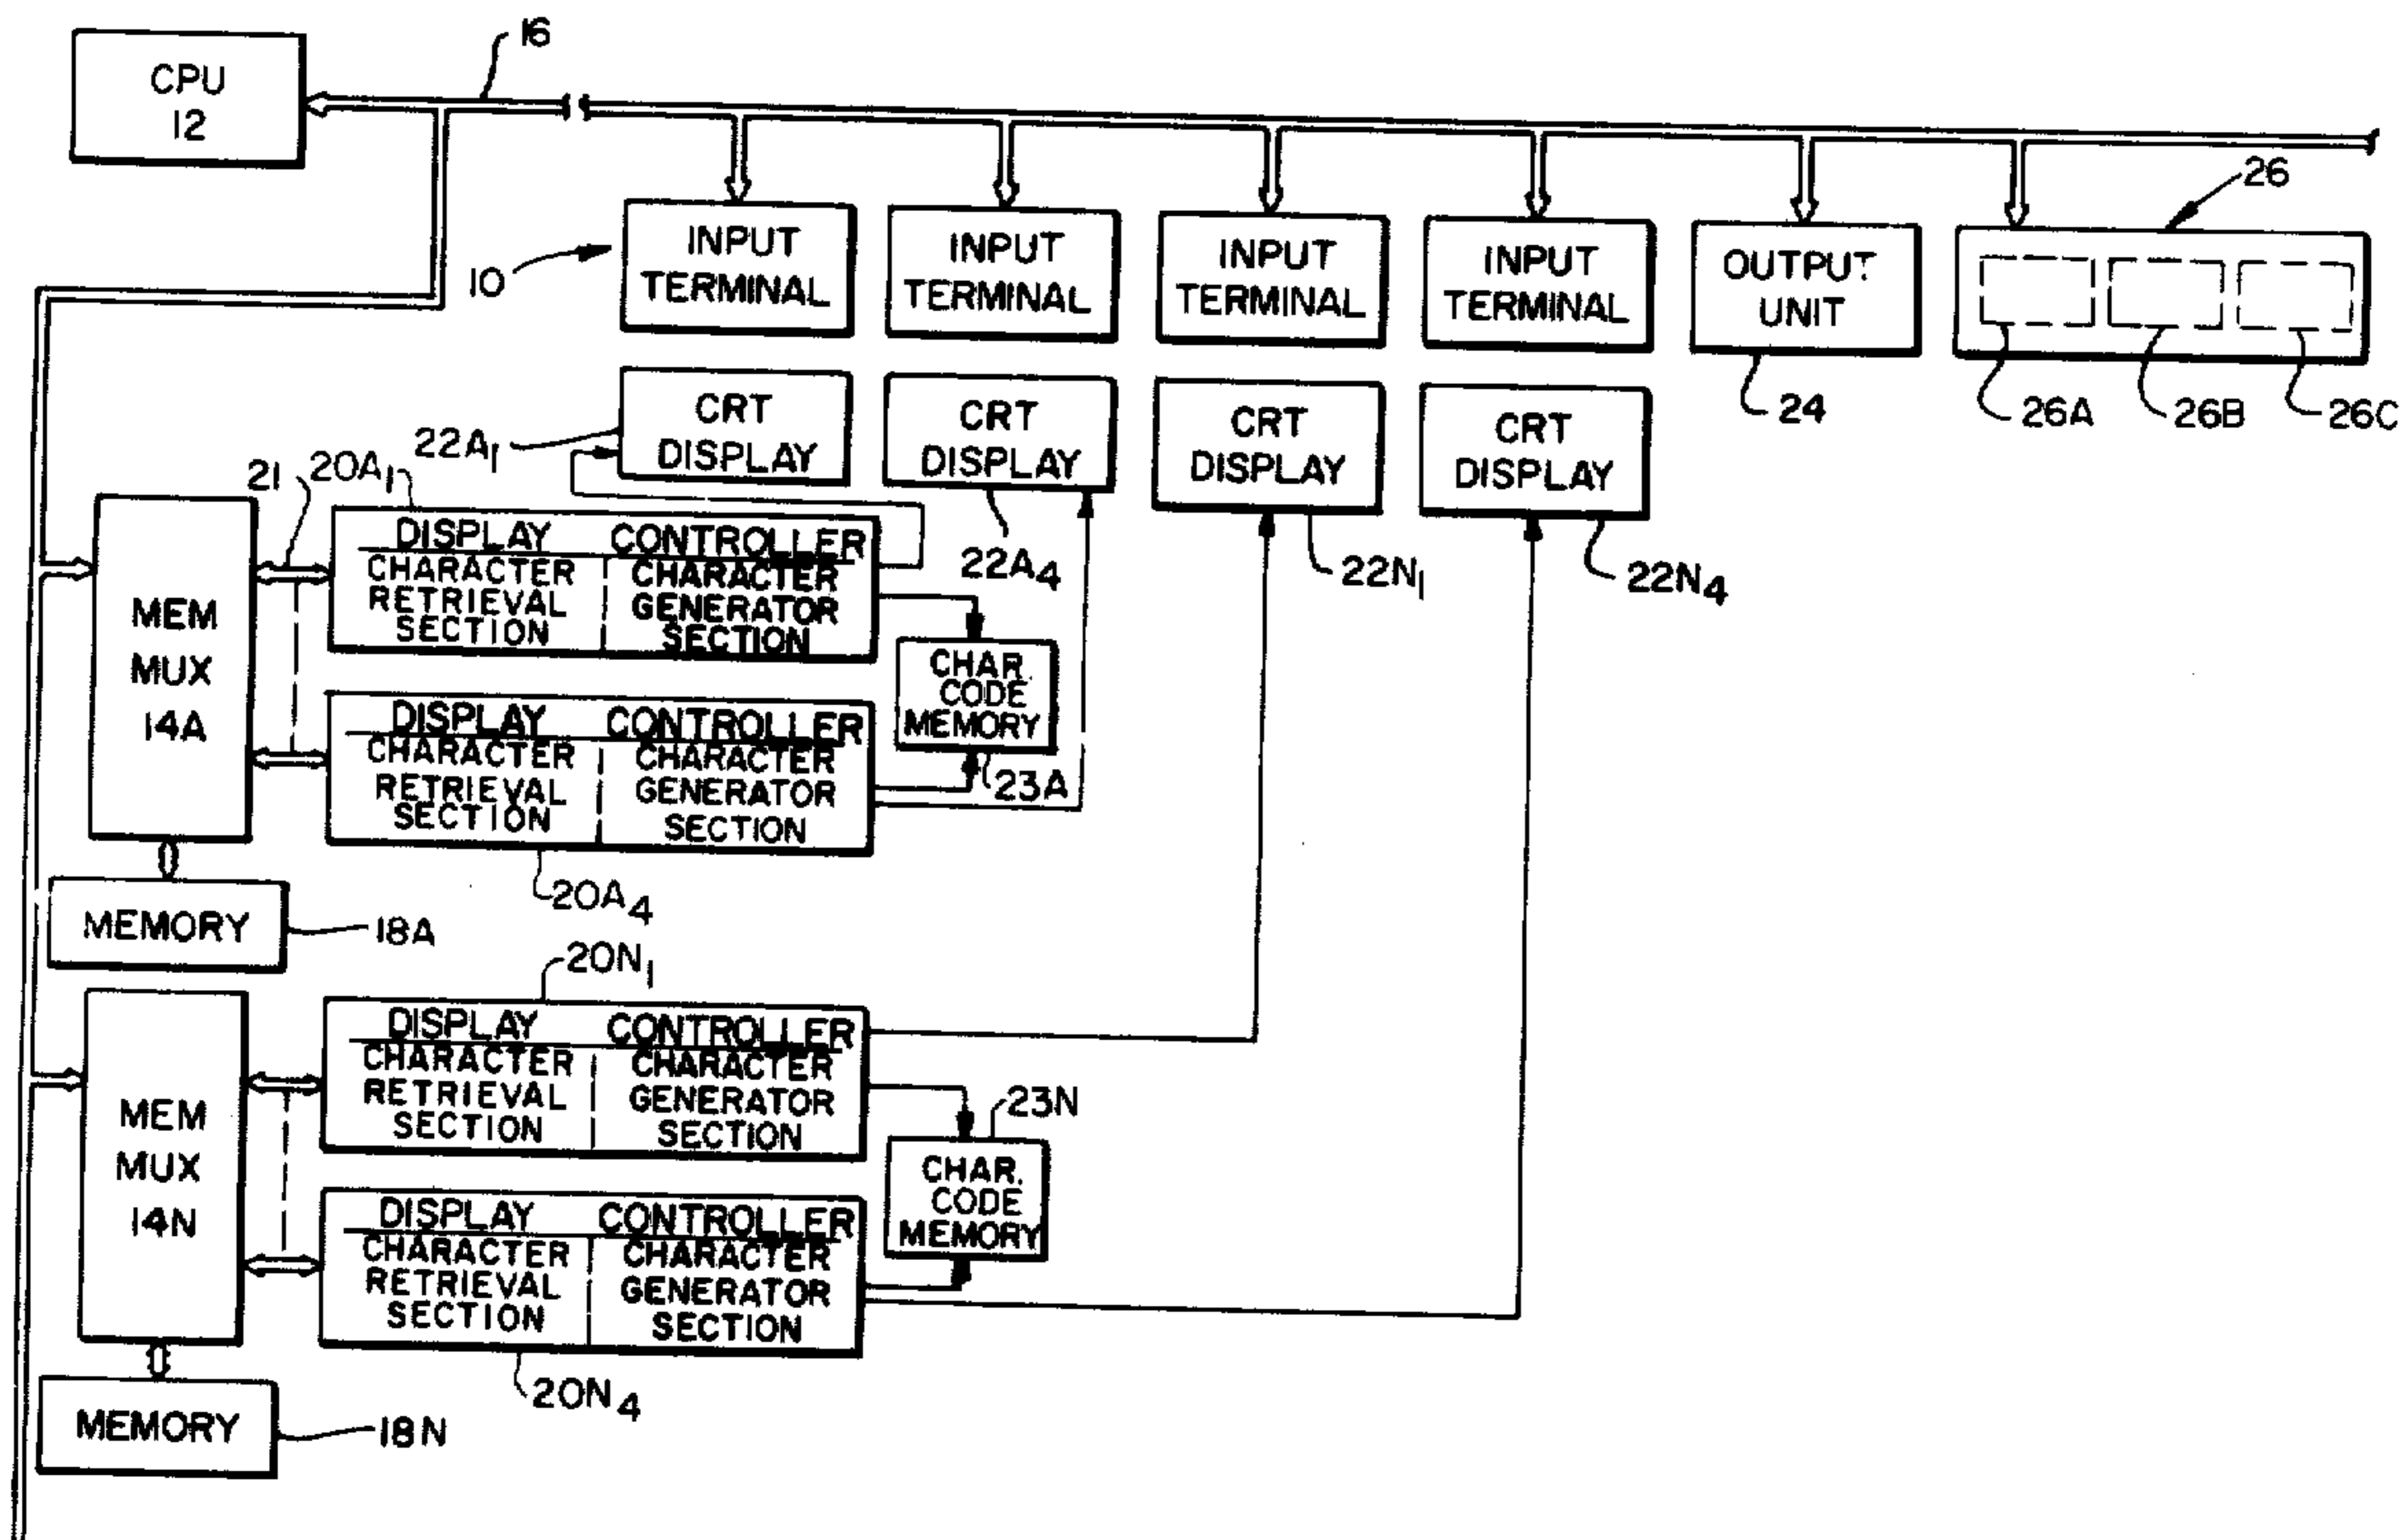 16
CPU
12
26
10
INPUT
TERMINAL
INPUT
TERMINAL
INPUT
TERMINAL
INPUT
TERMINAL
OUTPUT
UNIT
24
26A
26B
26C
22A1
CRT
DISPLAY
CRT
DISPLAY
CRT
DISPLAY
CRT
DISPLAY
22A4
22N1
22N4
21
20A1
MEM
MUX
14A
DISPLAY CONTROLLER
CHARACTER
RETRIEVAL
SECTION
CHARACTER
GENERATOR
SECTION
CHAR.
CODE
MEMORY
23A
DISPLAY CONTROLLER
CHARACTER
RETRIEVAL
SECTION
CHARACTER
GENERATOR
SECTION
20A4
MEMORY
18A
20N1
MEM
MUX
14N
DISPLAY CONTROLLER
CHARACTER
RETRIEVAL
SECTION
CHARACTER
GENERATOR
SECTION
23N
CHAR.
CODE
MEMORY
DISPLAY CONTROLLER
CHARACTER
RETRIEVAL
SECTION
CHARACTER
GENERATOR
SECTION
20N4
MEMORY
18N